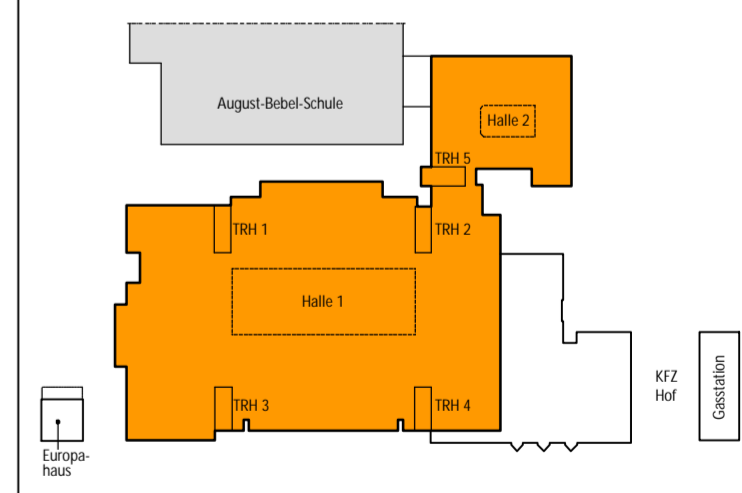 August-Bebel-Schule
Halle 2
TRH 5
TRH 1
TRH 2
Halle 1
TRH 3
TRH 4
KFZ
Hof
Gasstation
Europa-
haus